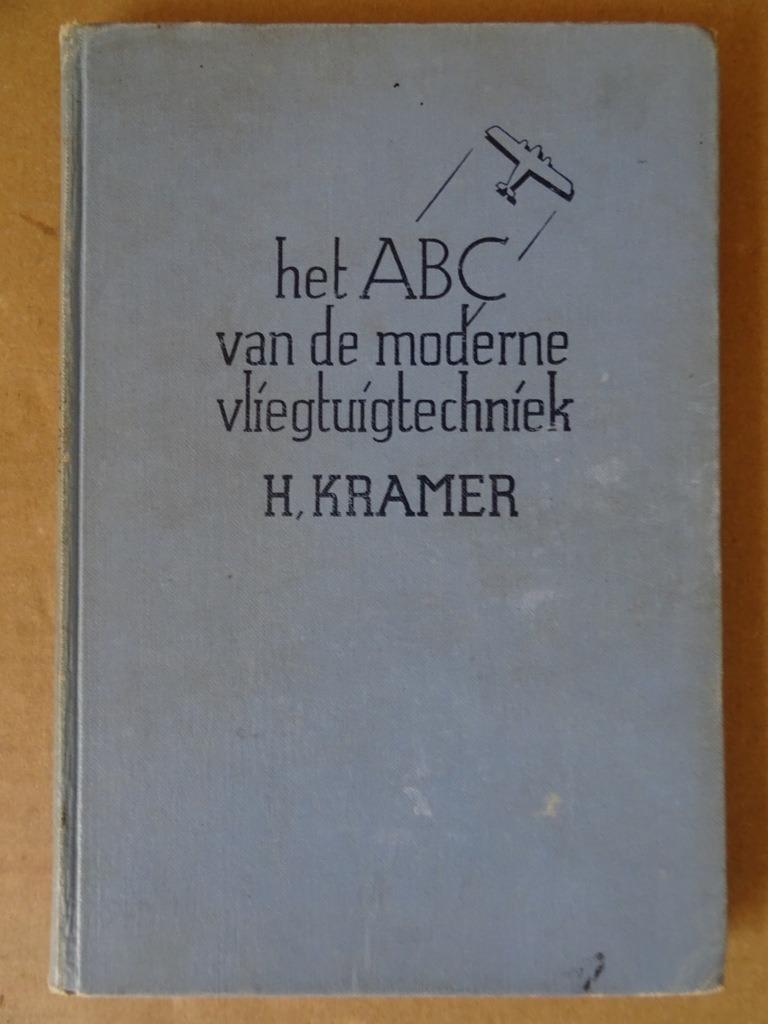 het ABC
van de moderne
vliegtuigtechniek
H. KRAMER